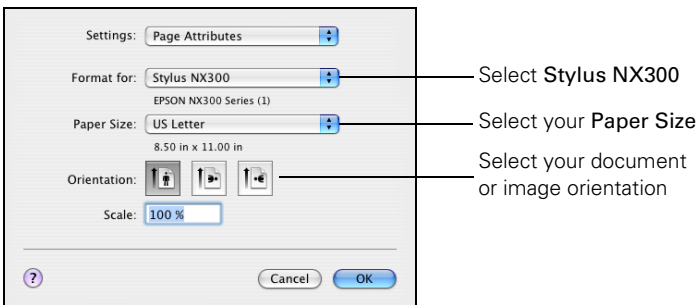 Settings: Page Attributes
Format for: Stylus NX300
EPSON NX300 Series (1)
Paper Size: US Letter
8.50 in x 11.00 in
Orientation:
Scale: 100 %
?
Cancel OK
Select Stylus NX300
Select your Paper Size
Select your document
or image orientation